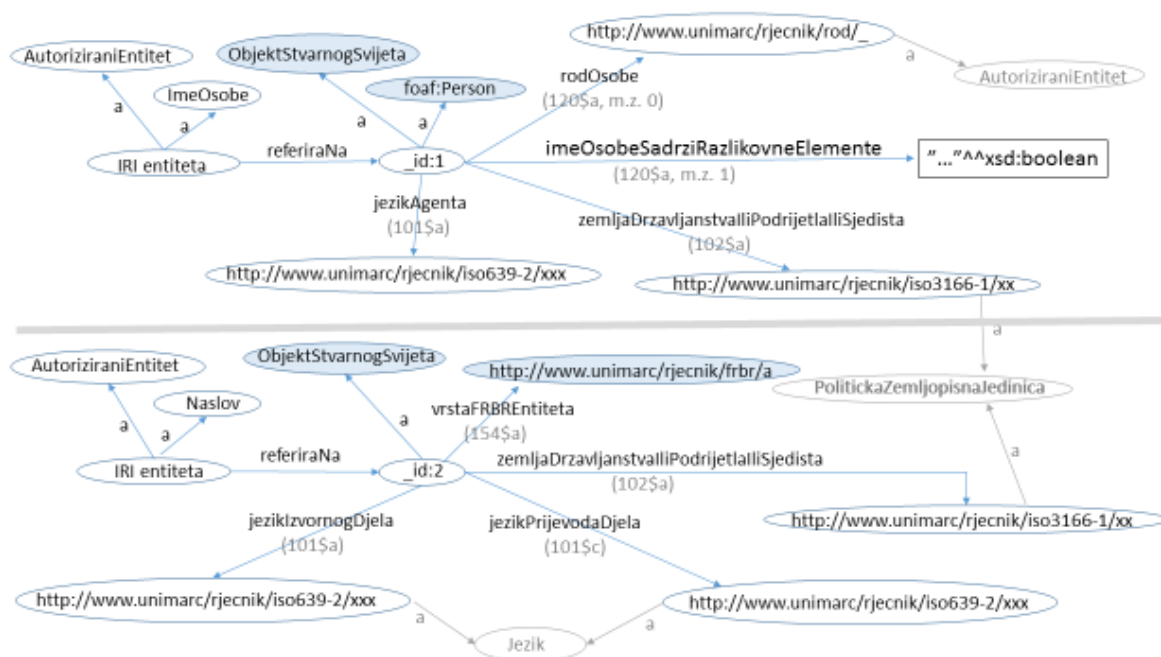 http://www.unimarc/rjecnik/rod/_
AutoriziraniEntitet
ObjektStvarnogSvijeta
a
AutoriziraniEntitet
rodOsobe
(120$a, m.z. 0)
foaf:Person
ImeOsobe
a
a
a
a
imeOsobeSadrziRazlikovneElemente
(120$a, m.z. 1)
"..."^^xsd:boolean
IRI entiteta
referiraNa
_id:1
jezikAgenta
(101$a)
zemljaDrzavljanstvaIliPodrijetlaIliSjedista
(102$a)
http://www.unimarc/rjecnik/iso639-2/xxx
http://www.unimarc/rjecnik/iso3166-1/xx
a
AutoriziraniEntitet
ObjektStvarnogSvijeta
http://www.unimarc/rjecnik/frbr/a
PolitickaZemljopisnaJedinica
Naslov
vrstaFRBREntiteta
(154$a)
a
a
a
a
IRI entiteta
referiraNa
_id:2
zemljaDrzavljanstvaIliPodrijetlaIliSjedista
(102$a)
http://www.unimarc/rjecnik/iso3166-1/xx
jezikIzvornogDjela
(101$a)
jezikPrijevodaDjela
(101$c)
http://www.unimarc/rjecnik/iso639-2/xxx
http://www.unimarc/rjecnik/iso639-2/xxx
a
a
Jezik